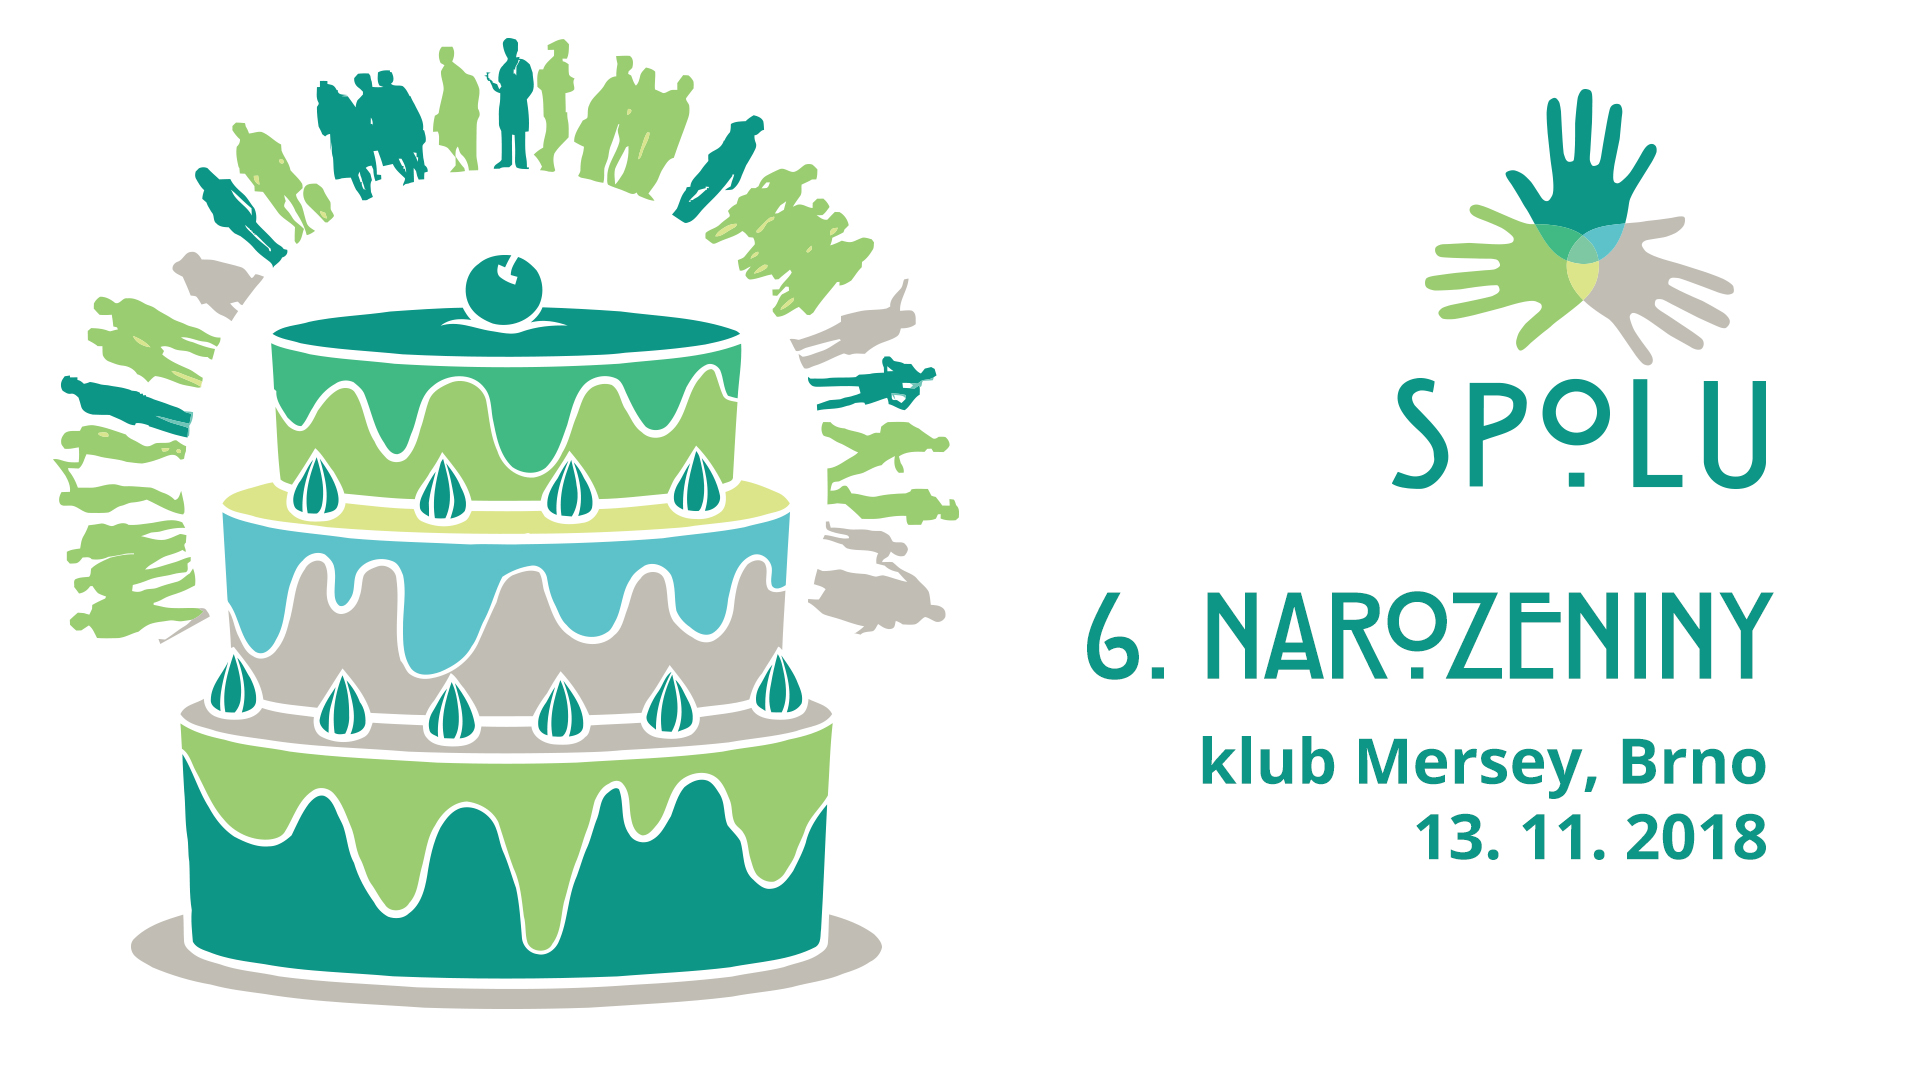 SPOLU
6. NAROZENINY
klub Mersey, Brno
13. 11. 2018